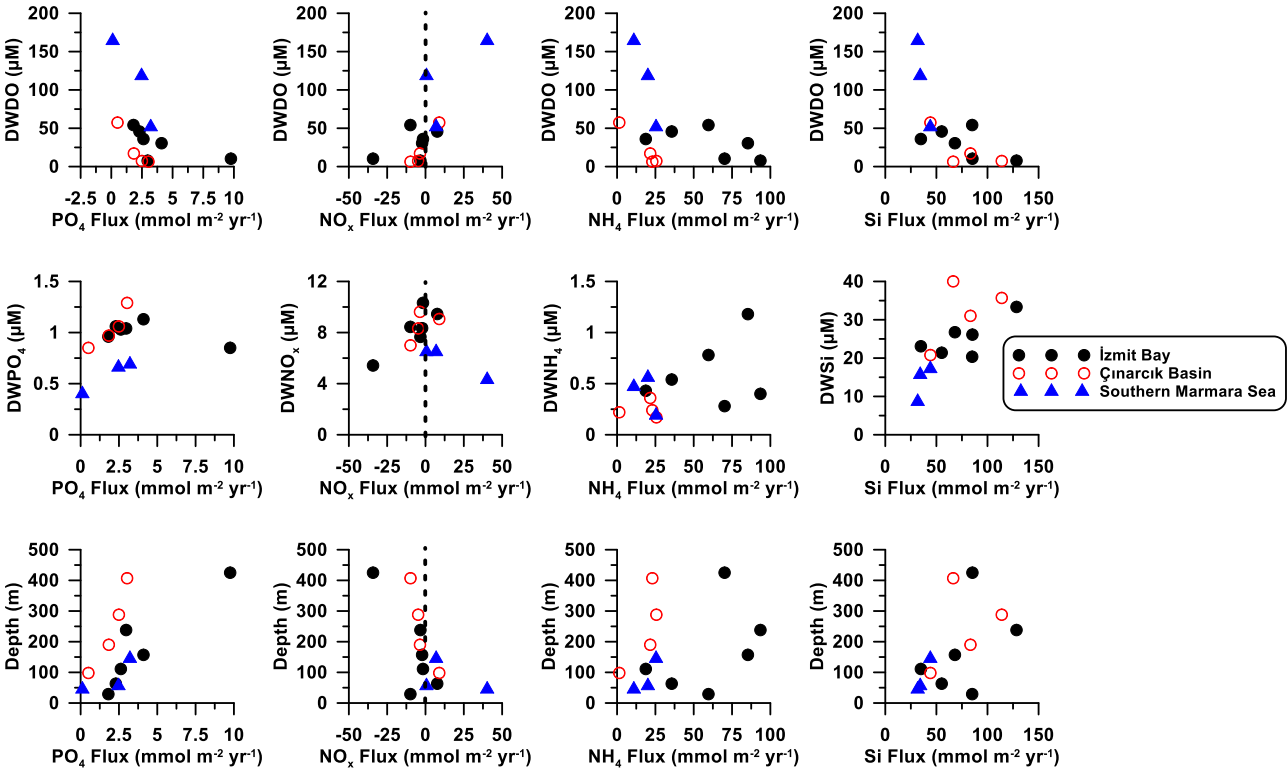 200
150
100
50
0
DWDO (µM)
-2.5 0 2.5 5 7.5 10
PO4 Flux (mmol m-2 yr-1)
200
150
100
50
0
DWDO (µM)
-50 -25 0 25 50
NOx Flux (mmol m-2 yr-1)
200
150
100
50
0
DWDO (µM)
0 25 50 75 100
NH4 Flux (mmol m-2 yr-1)
200
150
100
50
0
DWDO (µM)
0 50 100 150
Si Flux (mmol m-2 yr-1)
1.5
1
0.5
0
DWPO4 (µM)
0 2.5 5 7.5 10
PO4 Flux (mmol m-2 yr-1)
12
8
4
0
DWNOx (µM)
-50 -25 0 25 50
NOx Flux (mmol m-2 yr-1)
1.5
1
0.5
0
DWNH4 (µM)
0 25 50 75 100
NH4 Flux (mmol m-2 yr-1)
40
30
20
10
0
DWSi (µM)
0 50 100 150
Si Flux (mmol m-2 yr-1)
İzmit Bay
Çınarcık Basin
Southern Marmara Sea
500
400
300
200
100
0
Depth (m)
0 2.5 5 7.5 10
PO4 Flux (mmol m-2 yr-1)
500
400
300
200
100
0
Depth (m)
-50 -25 0 25 50
NOx Flux (mmol m-2 yr-1)
500
400
300
200
100
0
Depth (m)
0 25 50 75 100
NH4 Flux (mmol m-2 yr-1)
500
400
300
200
100
0
Depth (m)
0 50 100 150
Si Flux (mmol m-2 yr-1)